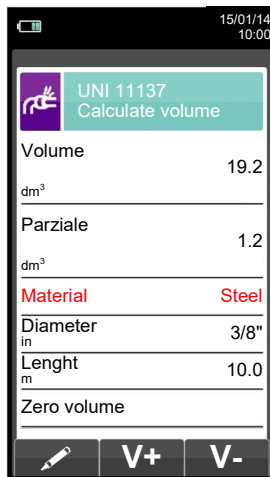 15/01/14
10:00
UNI 11137
Calculate volume
Volume
19.2
dm³
Parziale
1.2
dm³
Material Steel
Diameter
in
3/8"
Lenght
m
10.0
Zero volume
V+ V-